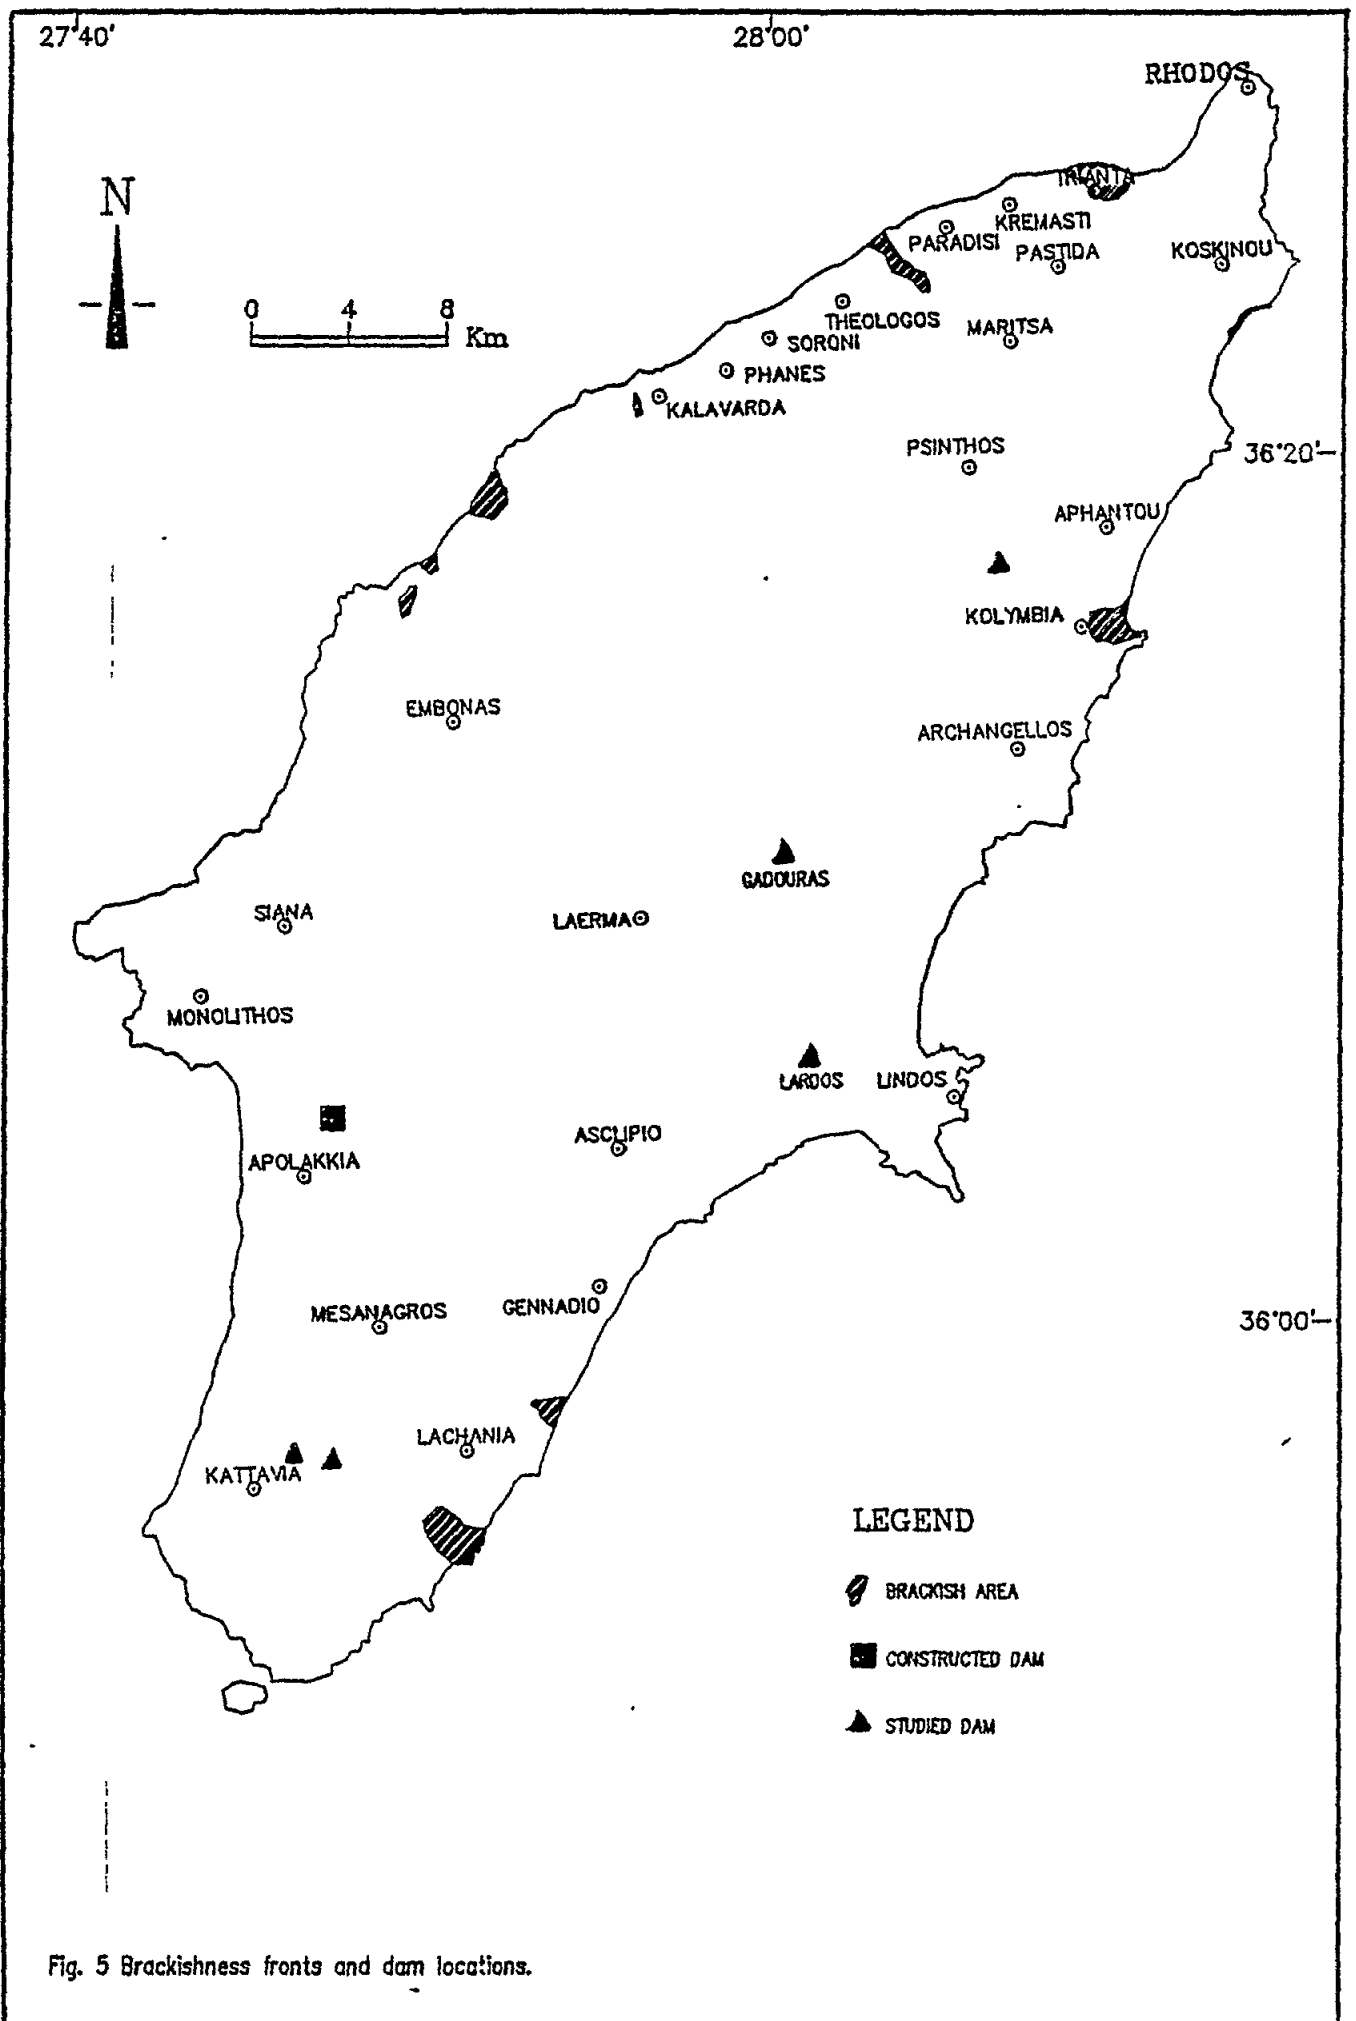 27°40'
28°00'
RHODOS
N
TRIANTA
KREMASTI
PARADISI
PASTIDA
KOSKINOU
0 4 8
Km
THEOLOGOS
MARITSA
SORONI
PHANES
KALAVARDA
PSINTHOS
36°20'
APHANTOU
KOLYMBIA
EMBONAS
ARCHANGELLOS
GADOURAS
SIANA
LAERMA
MONOLITHOS
LARDOS
LINDOS
ASCLIPIO
APOLAKKIA
GENNADIO
MESANAGROS
36°00'
LACHANIA
KATTAVIA
LEGEND
BRACKISH AREA
CONSTRUCTED DAM
STUDIED DAM
Fig. 5 Brackishness fronts and dam locations.